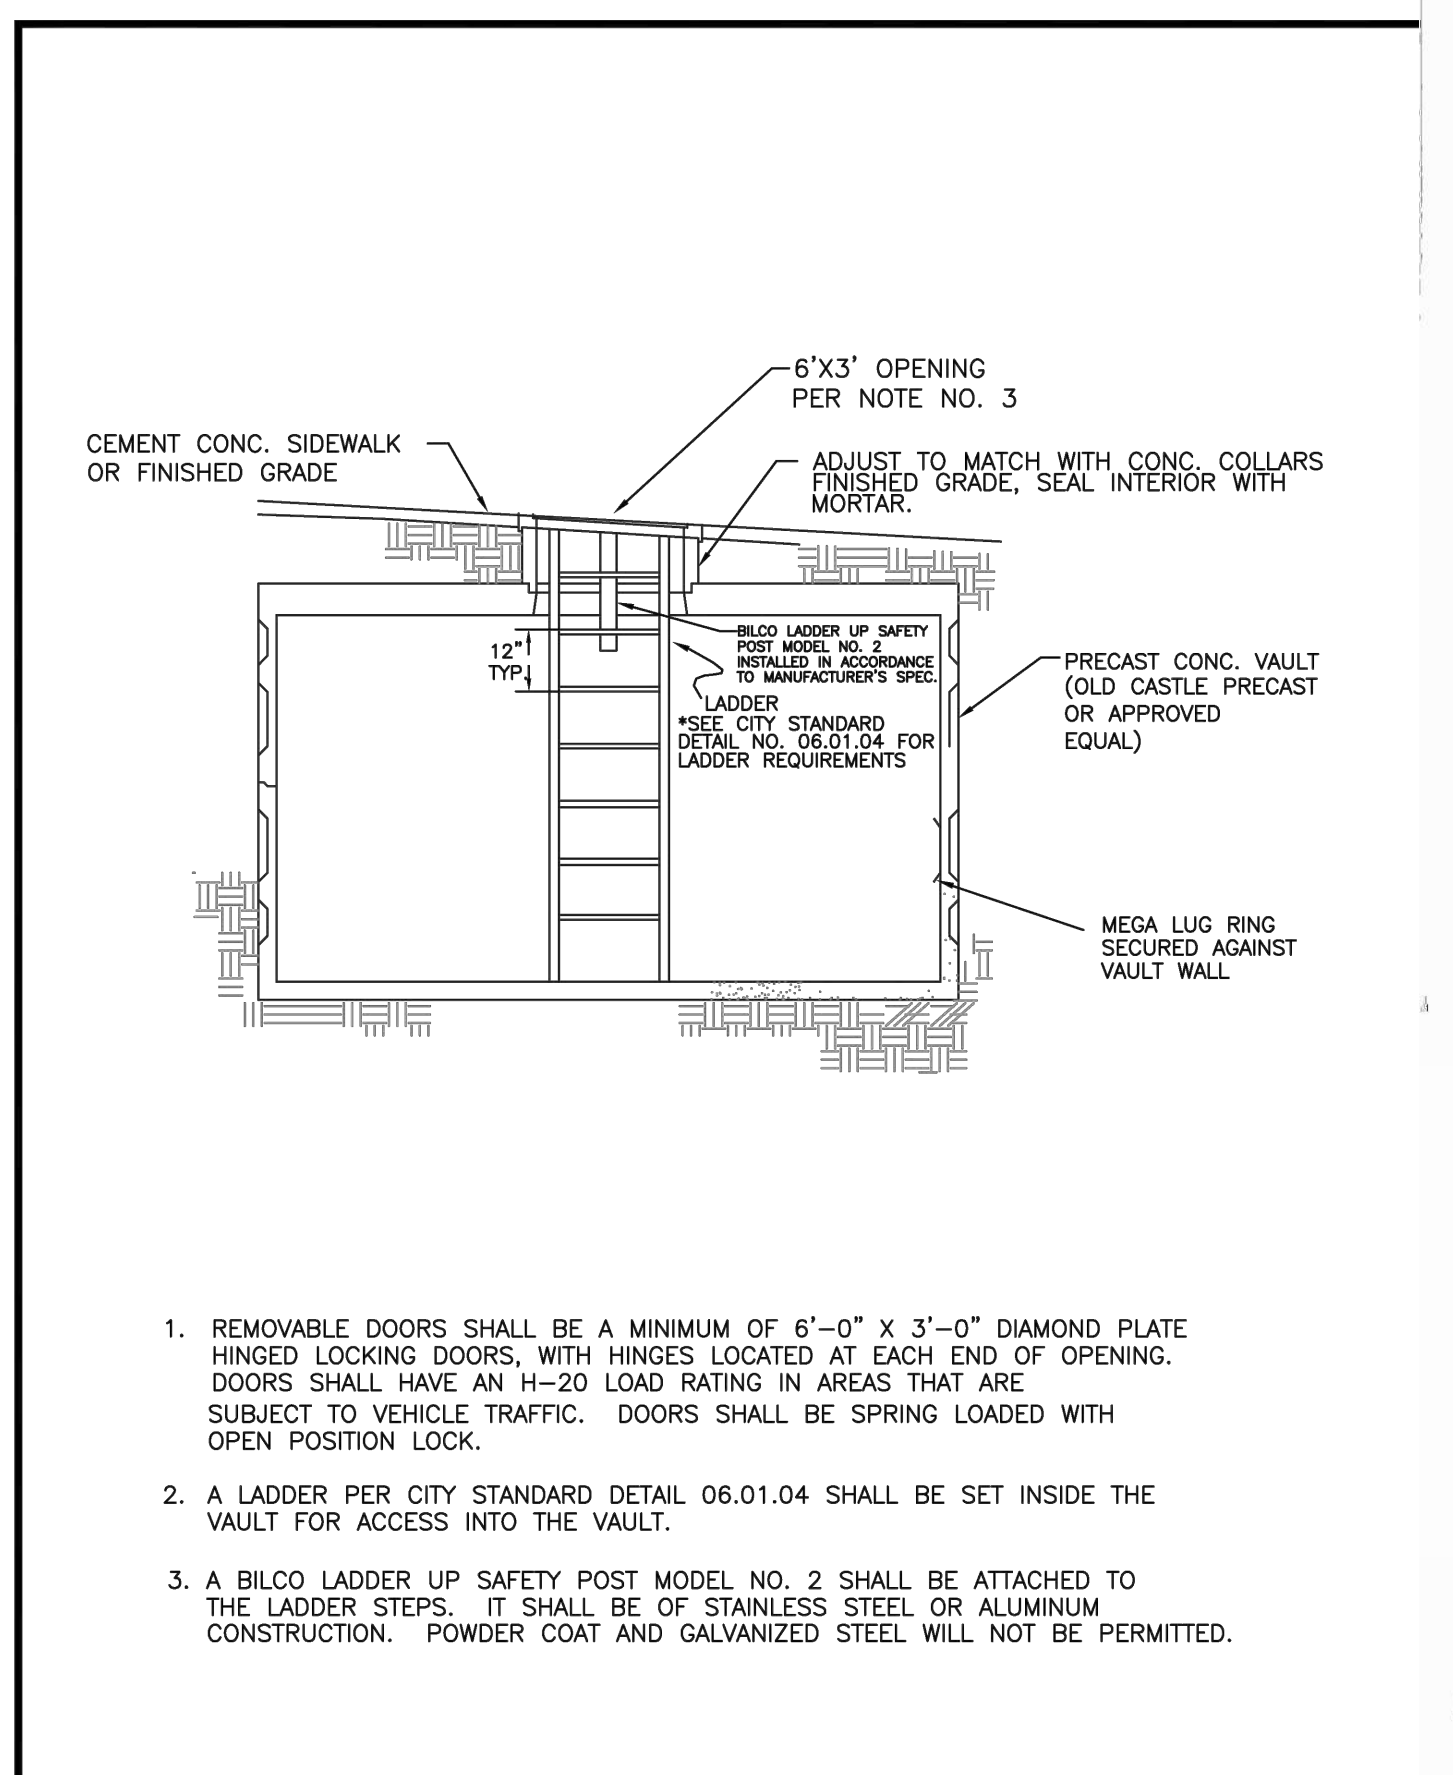 6'X3' OPENING
PER NOTE NO. 3
CEMENT CONC. SIDEWALK
OR FINISHED GRADE
ADJUST TO MATCH WITH CONC. COLLARS
FINISHED GRADE, SEAL INTERIOR WITH
MORTAR.
12"
TYP.
BILCO LADDER UP SAFETY
POST MODEL NO. 2
INSTALLED IN ACCORDANCE
TO MANUFACTURER'S SPEC.
LADDER
*SEE CITY STANDARD
DETAIL NO. 06.01.04 FOR
LADDER REQUIREMENTS
PRECAST CONC. VAULT
(OLD CASTLE PRECAST
OR APPROVED
EQUAL)
MEGA LUG RING
SECURED AGAINST
VAULT WALL
1. REMOVABLE DOORS SHALL BE A MINIMUM OF 6'-0" X 3'-0" DIAMOND PLATE
HINGED LOCKING DOORS, WITH HINGES LOCATED AT EACH END OF OPENING.
DOORS SHALL HAVE AN H-20 LOAD RATING IN AREAS THAT ARE
SUBJECT TO VEHICLE TRAFFIC. DOORS SHALL BE SPRING LOADED WITH
OPEN POSITION LOCK.
2. A LADDER PER CITY STANDARD DETAIL 06.01.04 SHALL BE SET INSIDE THE
VAULT FOR ACCESS INTO THE VAULT.
3. A BILCO LADDER UP SAFETY POST MODEL NO. 2 SHALL BE ATTACHED TO
THE LADDER STEPS. IT SHALL BE OF STAINLESS STEEL OR ALUMINUM
CONSTRUCTION. POWDER COAT AND GALVANIZED STEEL WILL NOT BE PERMITTED.